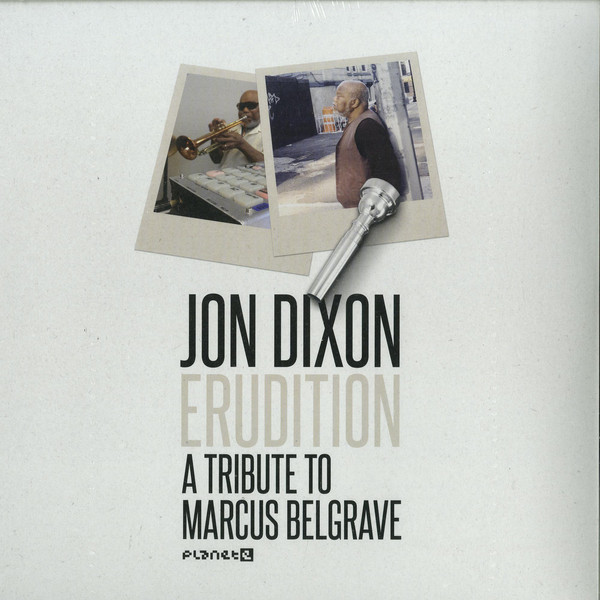 JON DIXON
ERUDITION
A TRIBUTE TO
MARCUS BELGRAVE
planet e